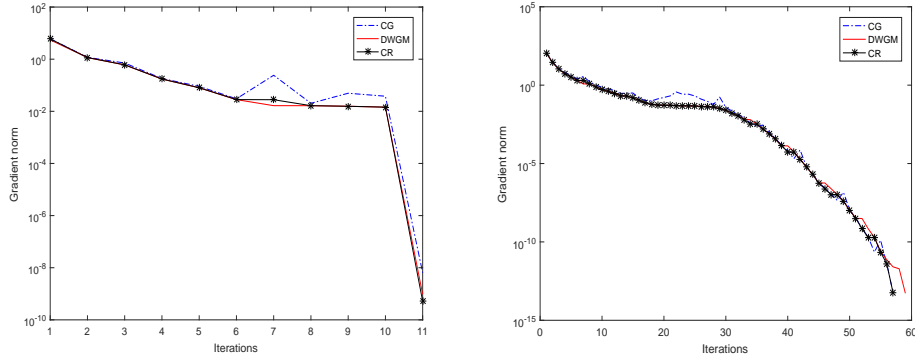 CG
DWGM
CR
Gradient norm
10^2
10^0
10^-2
10^-4
10^-6
10^-8
10^-10
1 2 3 4 5 6 7 8 9 10 11
Iterations
CG
DWGM
CR
Gradient norm
10^5
10^0
10^-5
10^-10
10^-15
0 10 20 30 40 50 60
Iterations